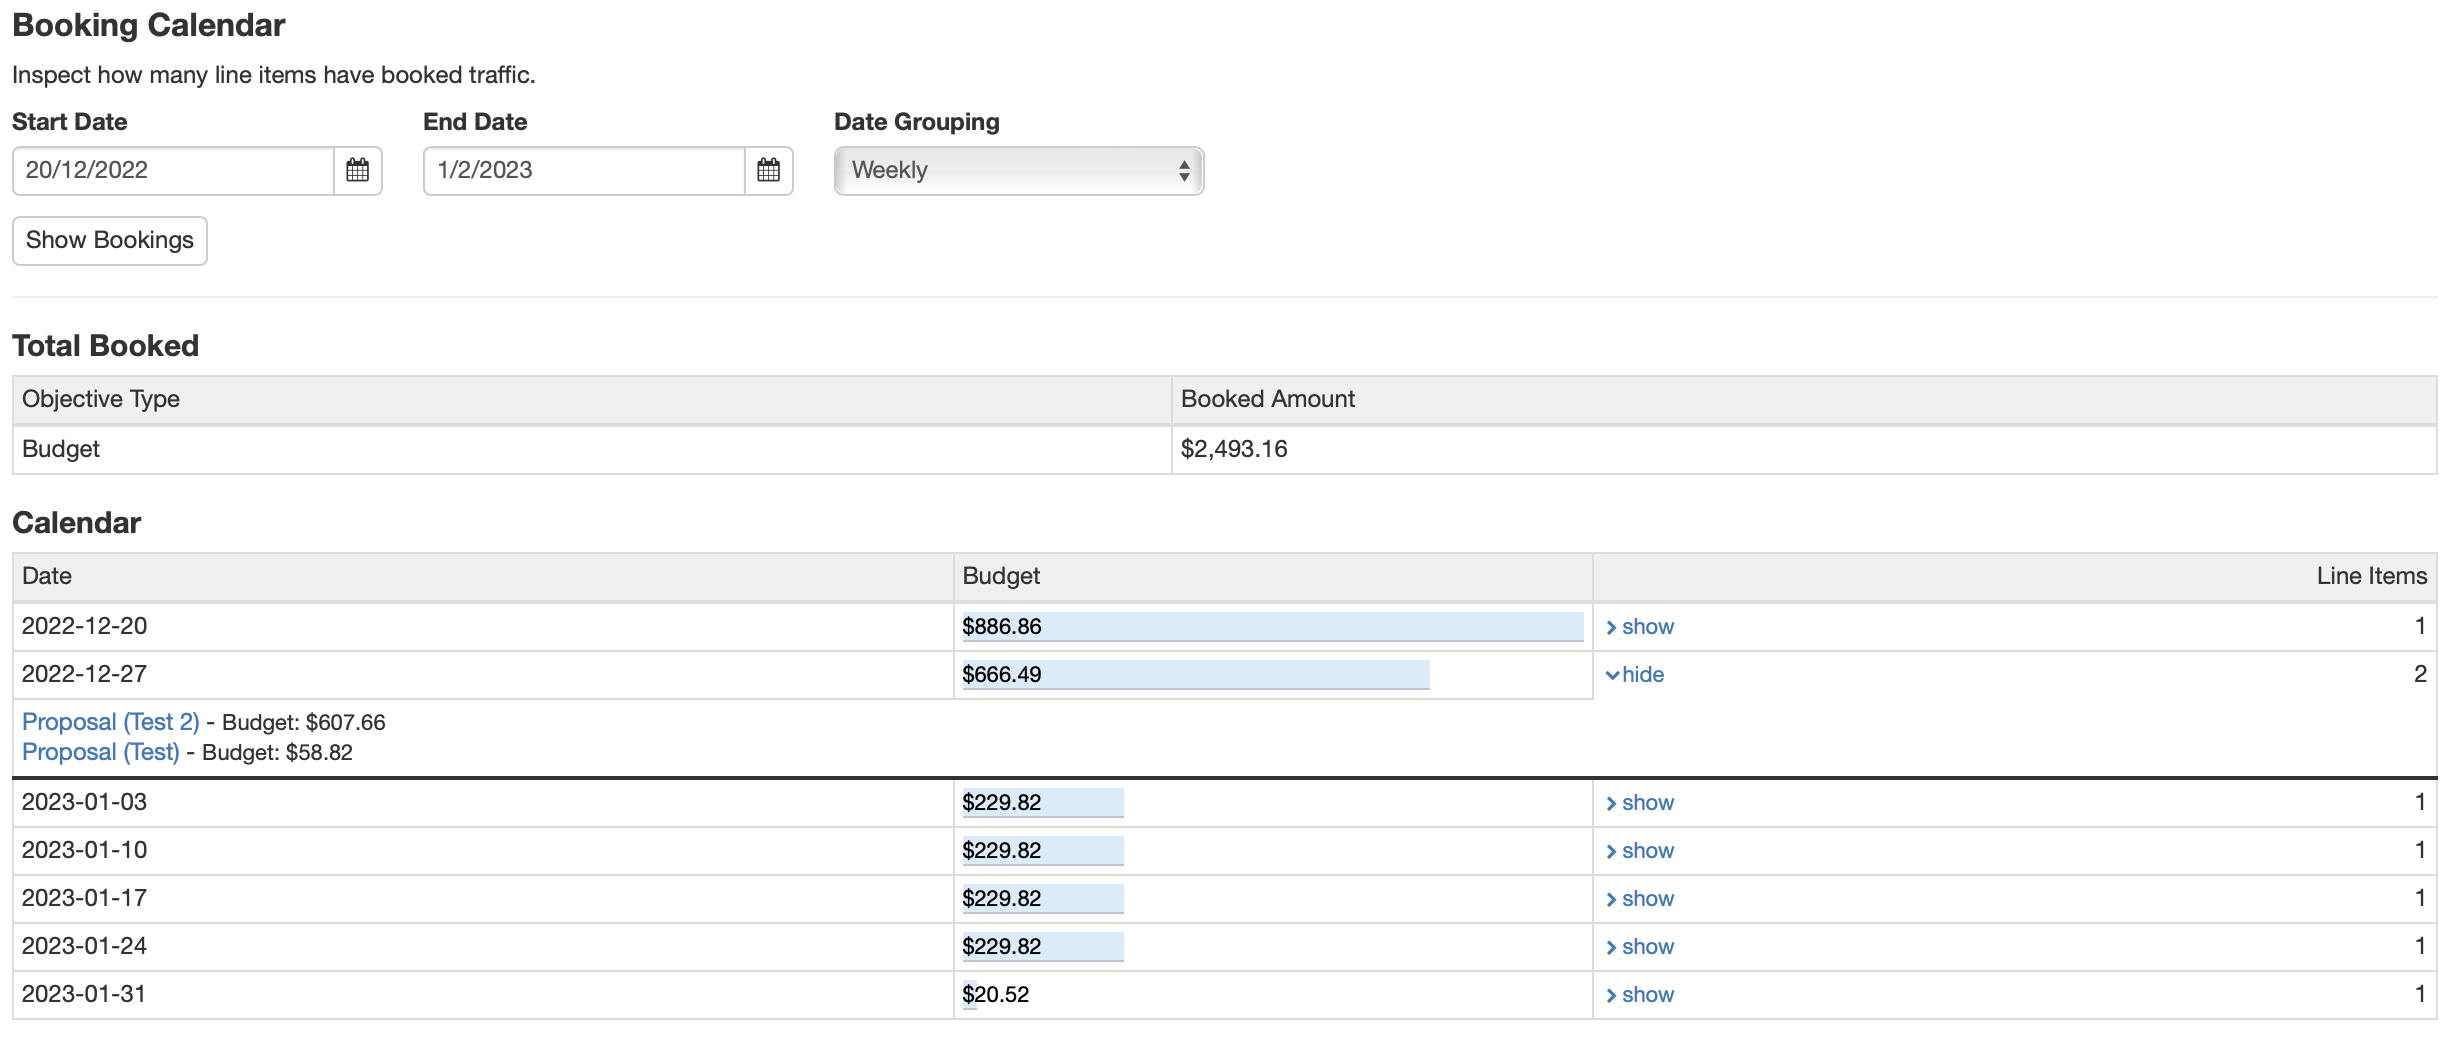 Booking Calendar
Inspect how many line items have booked traffic.
Start Date End Date Date Grouping
20/12/2022 1/2/2023 Weekly
Show Bookings
Total Booked
Objective Type Booked Amount
Budget $2,493.16
Calendar
Date Budget Line Items
2022-12-20 $886.86 show 1
2022-12-27 $666.49 hide 2
Proposal (Test 2) - Budget: $607.66
Proposal (Test) - Budget: $58.82
2023-01-03 $229.82 show 1
2023-01-10 $229.82 show 1
2023-01-17 $229.82 show 1
2023-01-24 $229.82 show 1
2023-01-31 $20.52 show 1